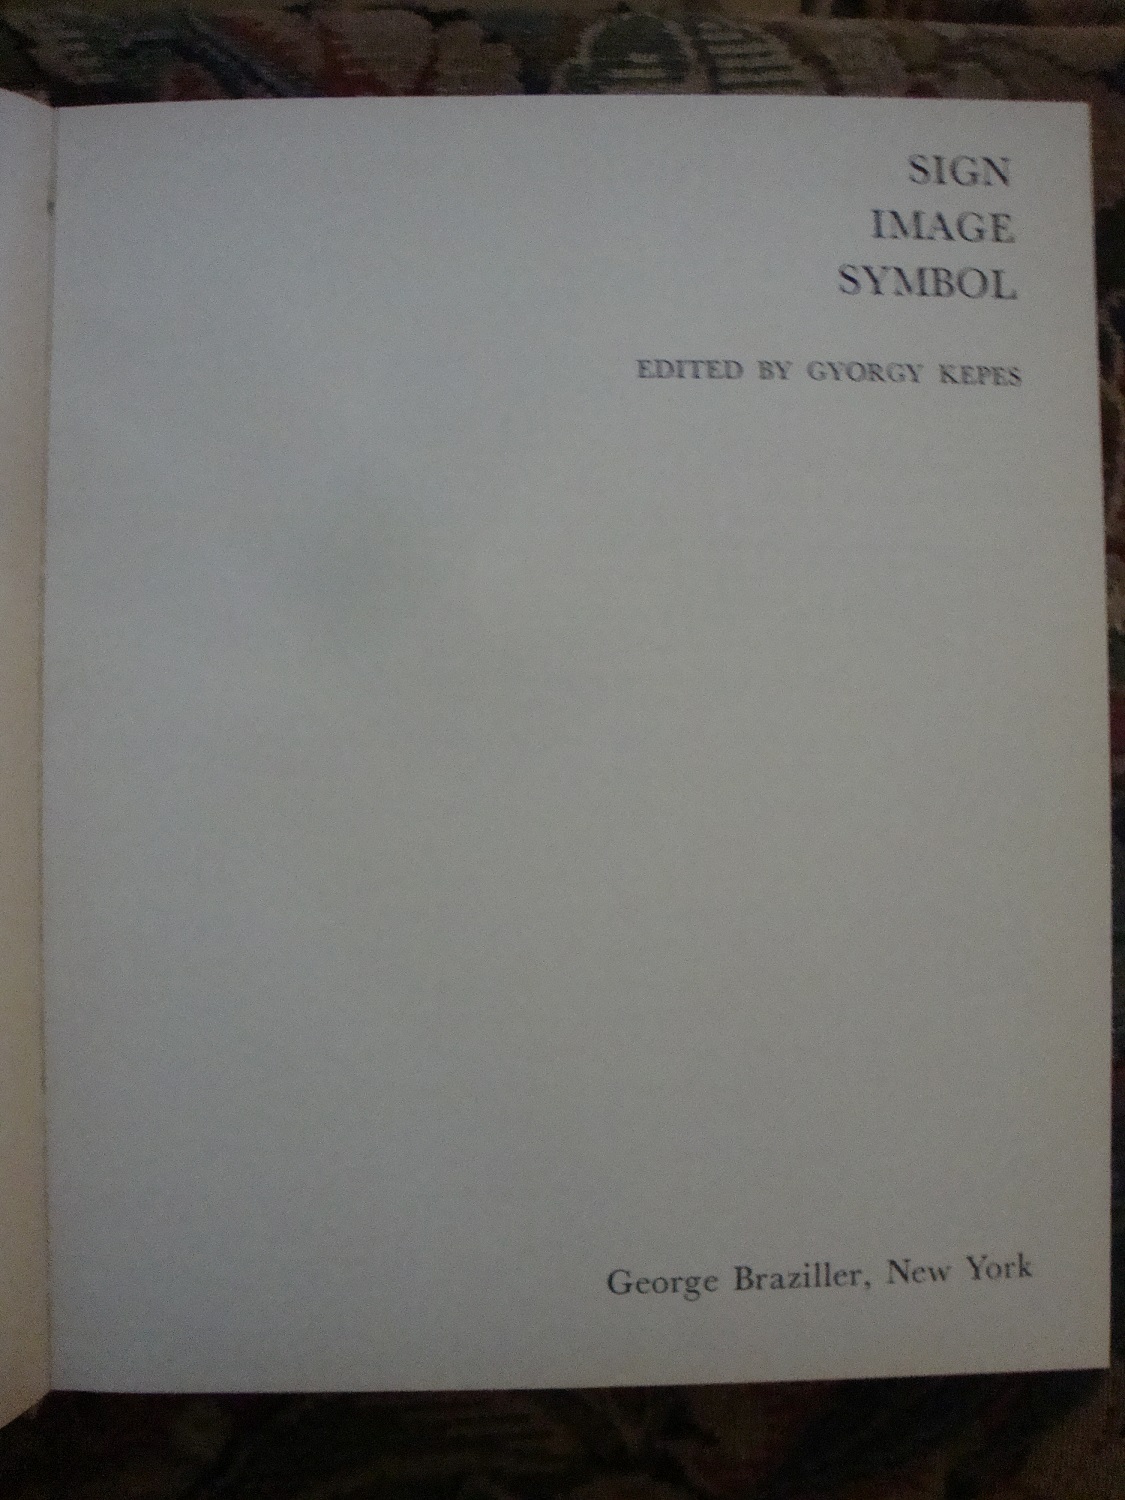 SIGN
IMAGE
SYMBOL
EDITED BY GYORGY KEPES
George Braziller, New York